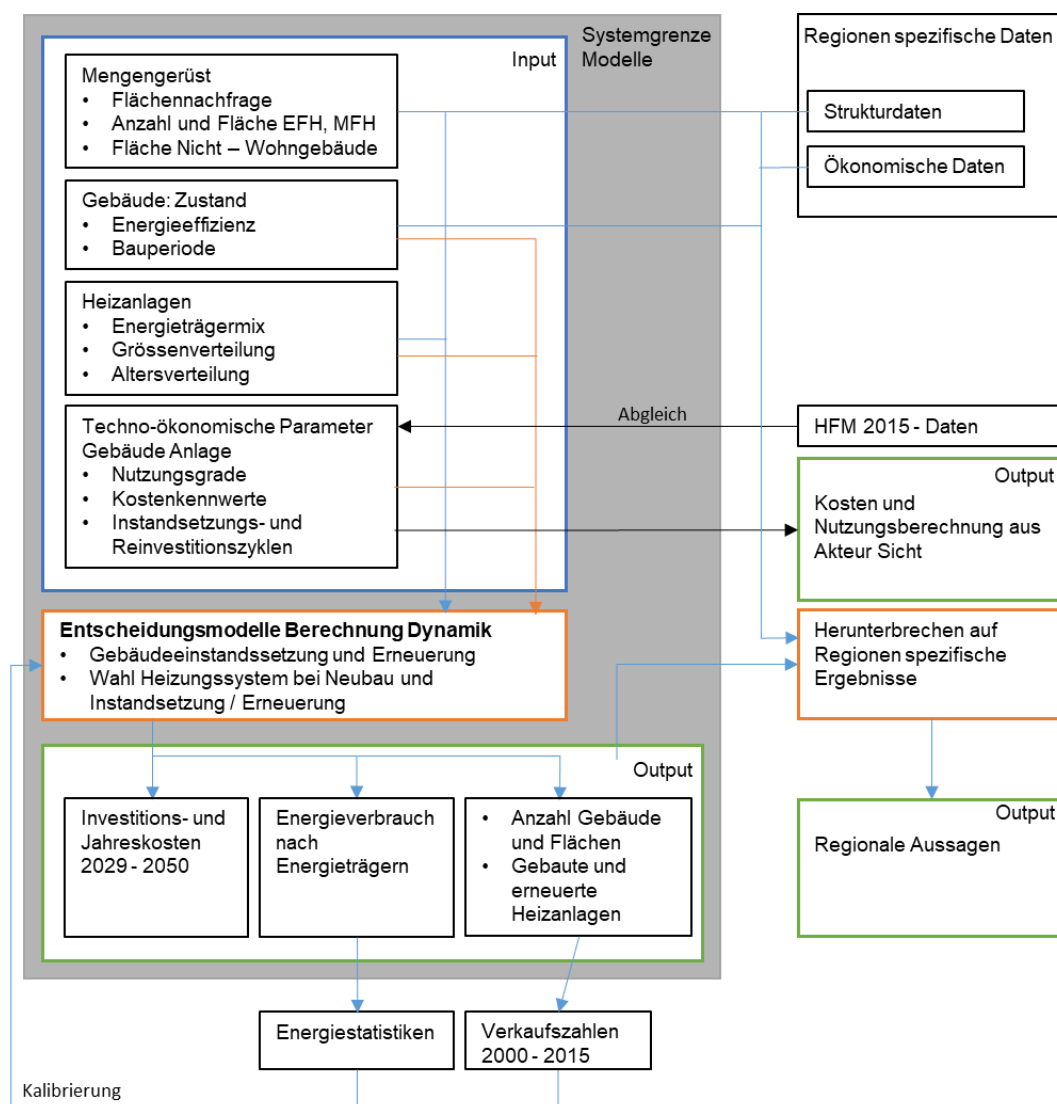 Systemgrenze
Modelle
Input
Mengengerüst
• Flächennachfrage
• Anzahl und Fläche EFH, MFH
• Fläche Nicht – Wohngebäude
Gebäude: Zustand
• Energieeffizienz
• Bauperiode
Heizanlagen
• Energieträgermix
• Grössenverteilung
• Altersverteilung
Techno-ökonomische Parameter
Gebäude Anlage
• Nutzungsgrade
• Kostenkennwerte
• Instandsetzungs- und
Reinvestitionszyklen
Regionen spezifische Daten
Strukturdaten
Ökonomische Daten
Abgleich
HFM 2015 - Daten
Output
Kosten und
Nutzungsberechnung aus
Akteur Sicht
Entscheidungsmodelle Berechnung Dynamik
• Gebäudeeinstandssetzung und Erneuerung
• Wahl Heizungssystem bei Neubau und
Instandsetzung / Erneuerung
Herunterbrechen auf
Regionen spezifische
Ergebnisse
Output
Investitions- und
Jahreskosten
2029 - 2050
Energieverbrauch
nach
Energieträgern
• Anzahl Gebäude
und Flächen
• Gebaute und
erneuerte
Heizanlagen
Output
Regionale Aussagen
Energiestatistiken
Verkaufszahlen
2000 - 2015
Kalibrierung